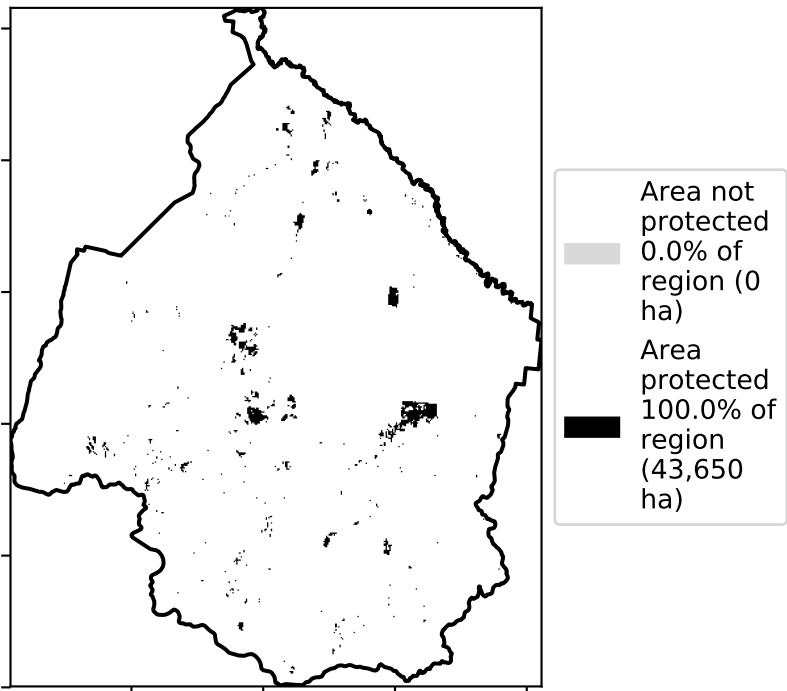 Area not
protected
0.0% of
region (0
ha)
Area
protected
100.0% of
region
(43,650
ha)